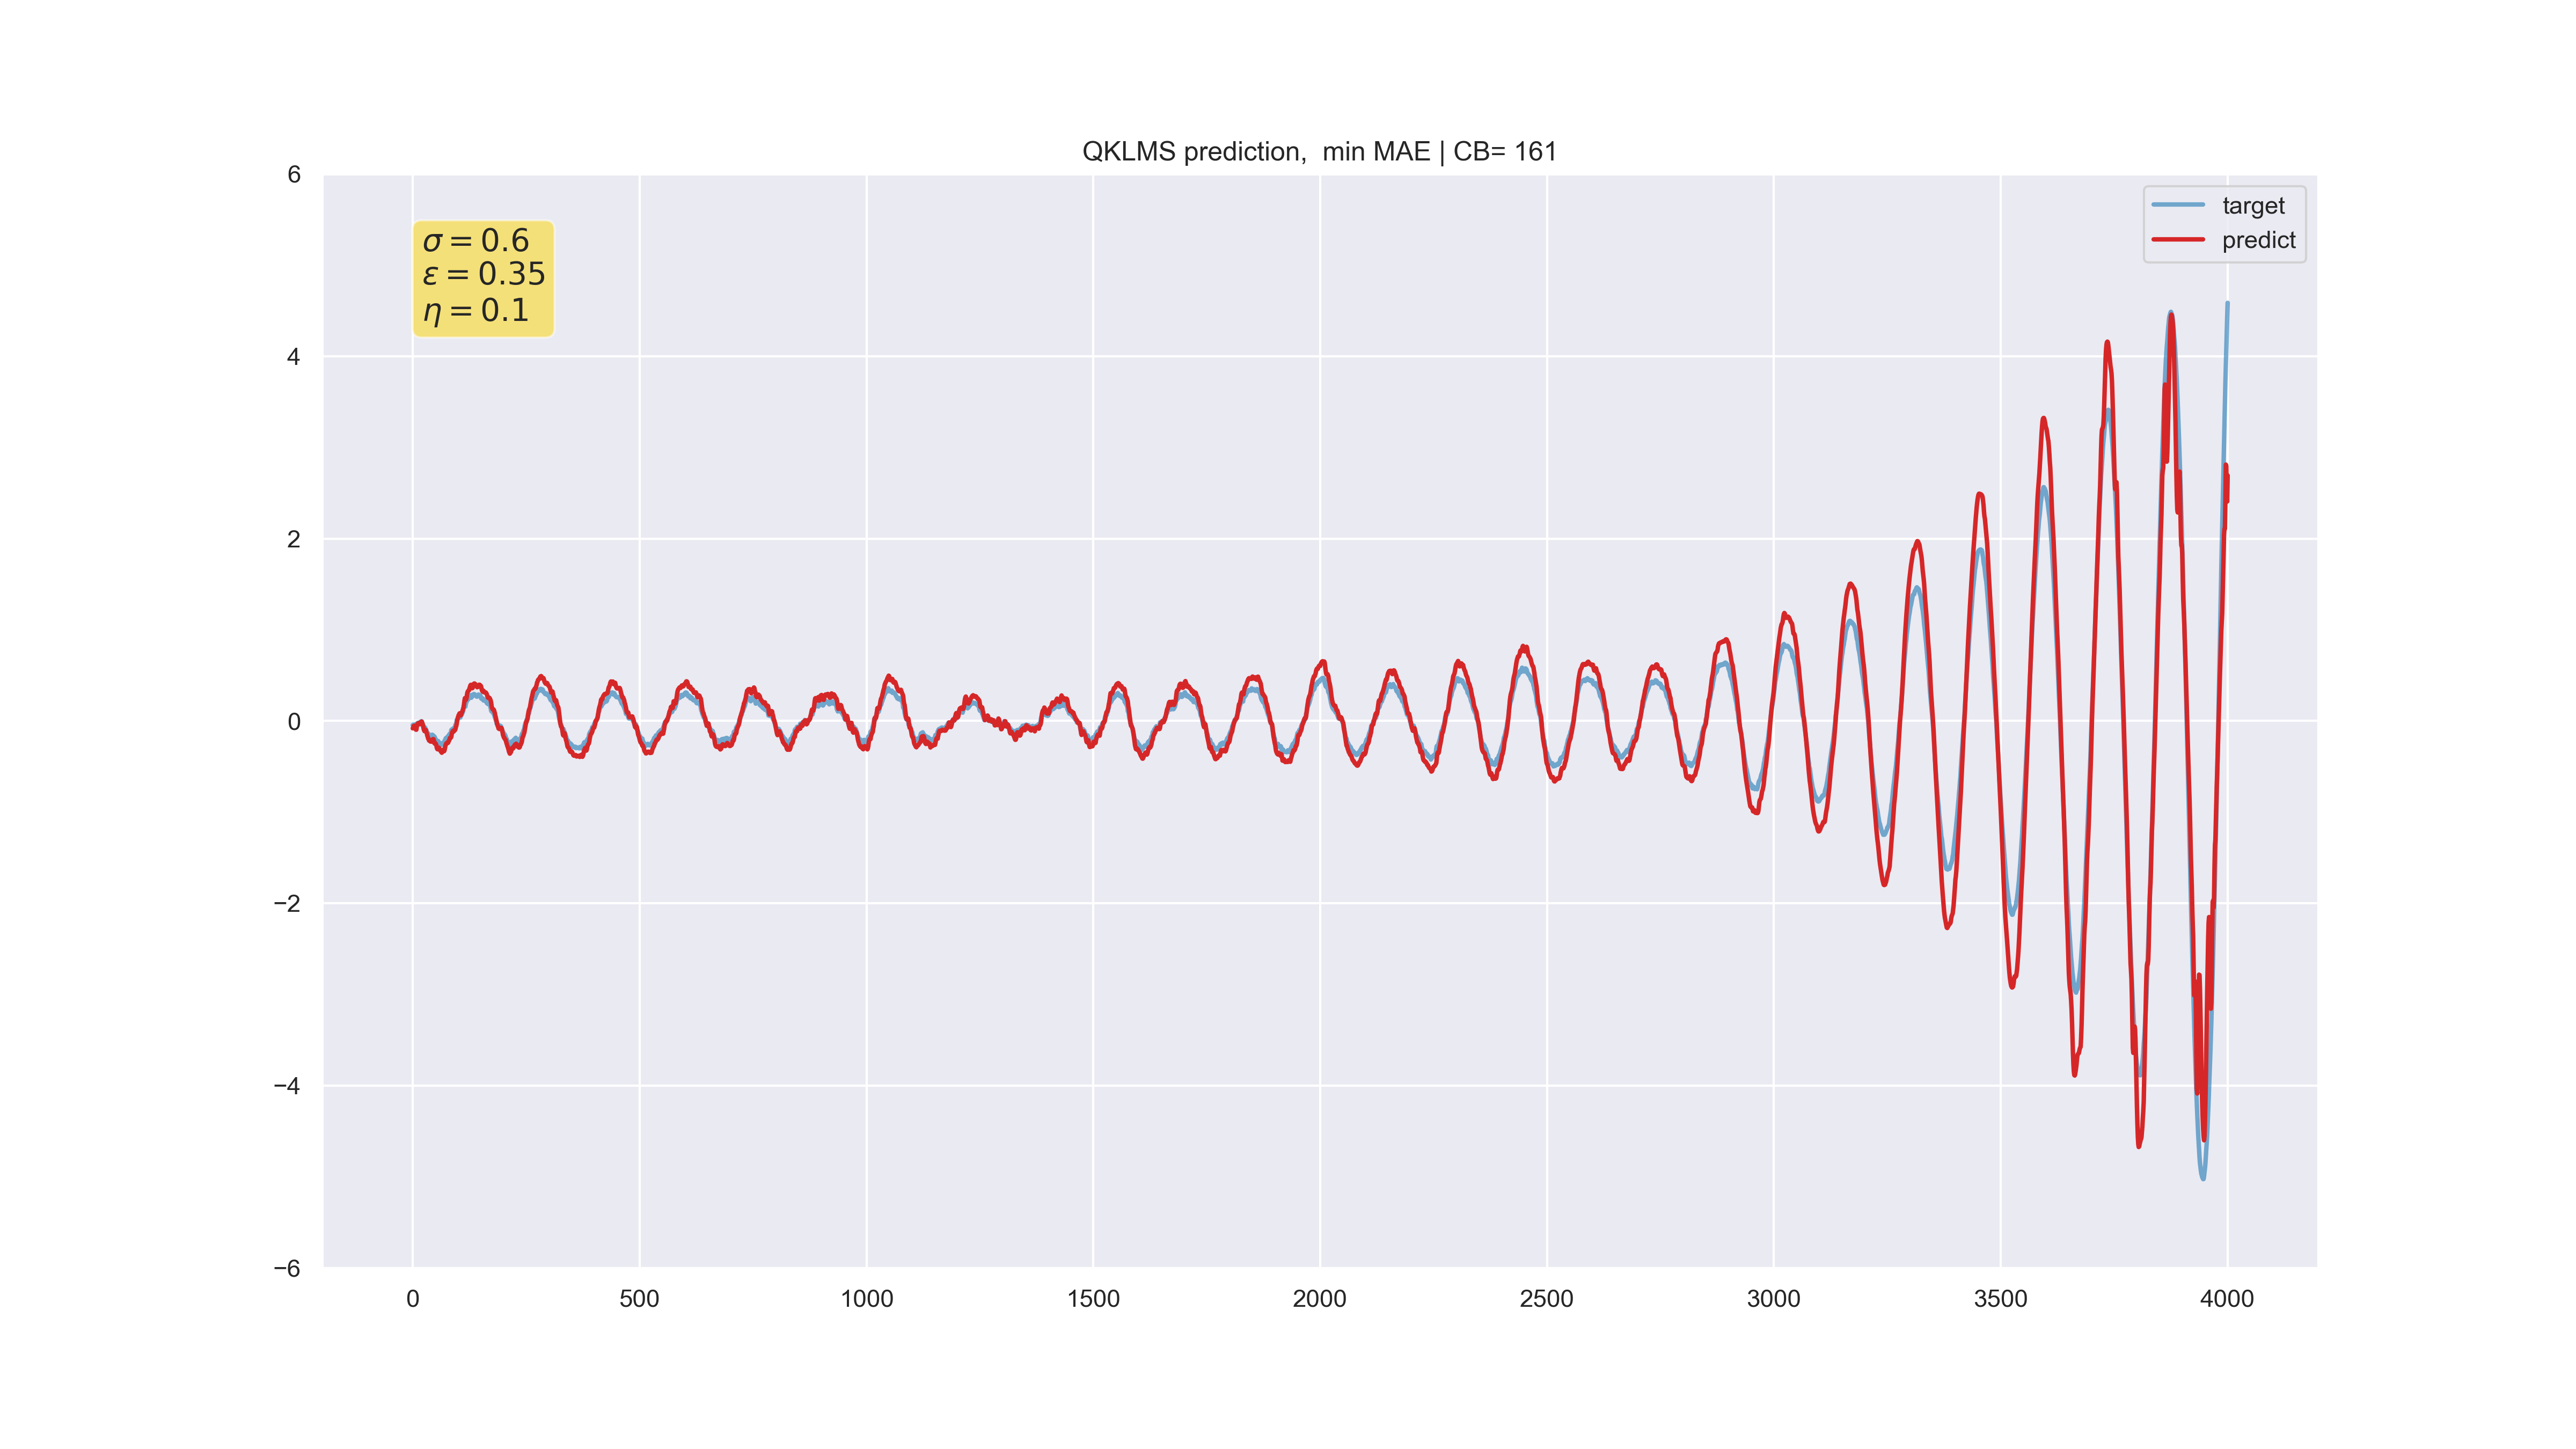 QKLMS prediction,  min MAE | CB= 161
6
4
2
0
−2
−4
−6
σ = 0.6
ε = 0.35
η = 0.1
target
predict
0 500 1000 1500 2000 2500 3000 3500 4000